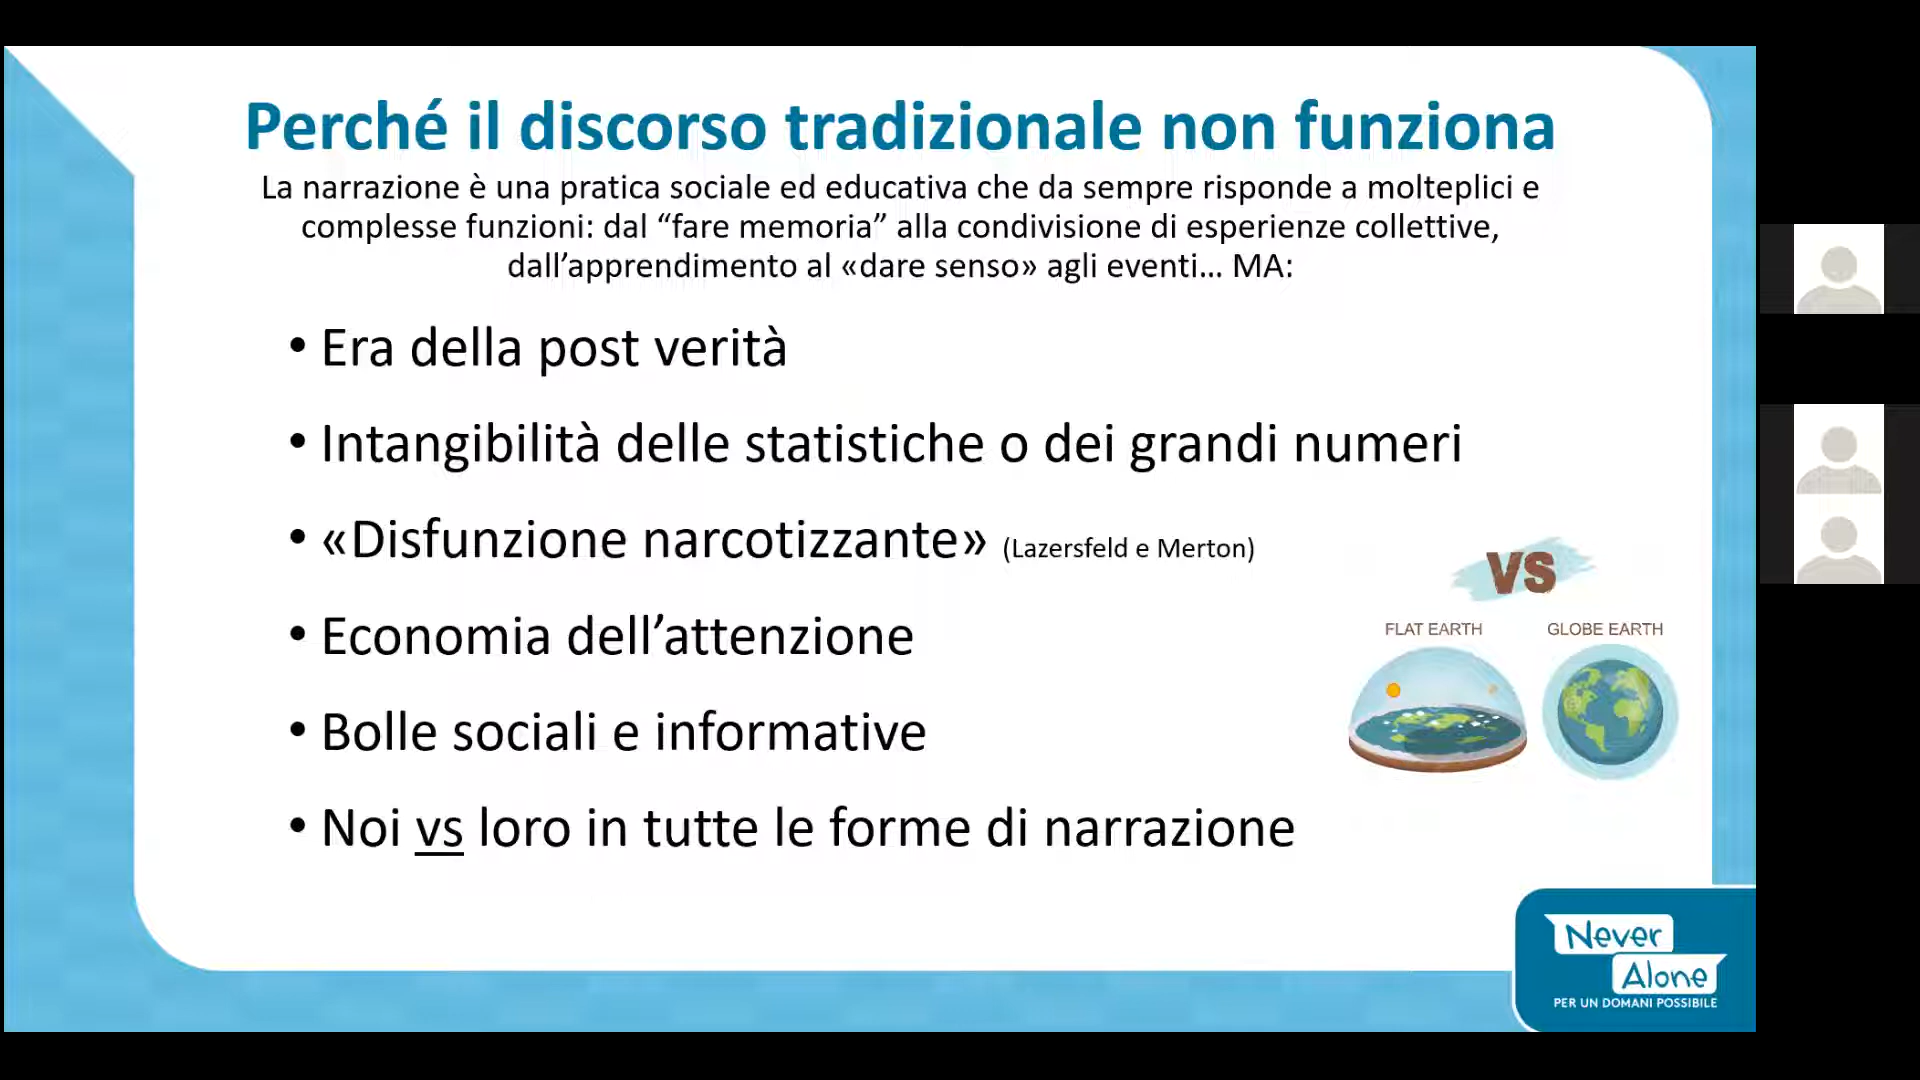 Perché il discorso tradizionale non funziona
La narrazione è una pratica sociale ed educativa che da sempre risponde a molteplici e
complesse funzioni: dal “fare memoria” alla condivisione di esperienze collettive,
dall’apprendimento al «dare senso» agli eventi... MA:
• Era della post verità
• Intangibilità delle statistiche o dei grandi numeri
• «Disfunzione narcotizzante» (Lazersfeld e Merton)
• Economia dell’attenzione
• Bolle sociali e informative
• Noi vs loro in tutte le forme di narrazione
VS
FLAT EARTH
GLOBE EARTH
Never
Alone
PER UN DOMANI POSSIBILE